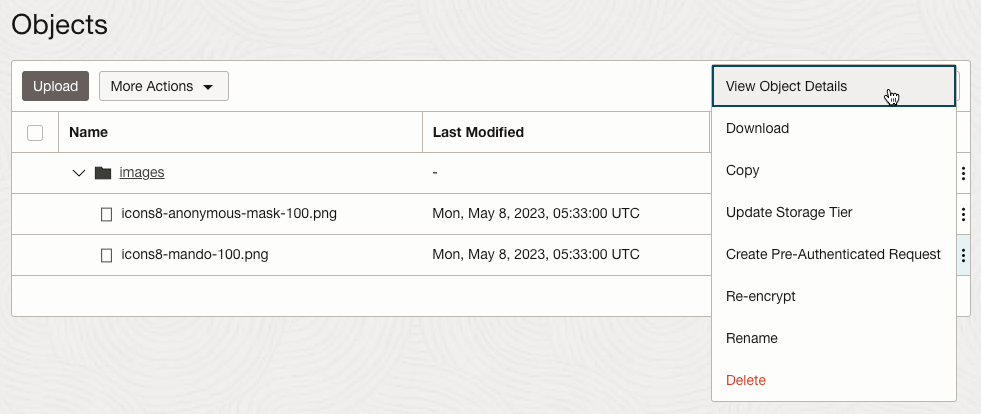 Objects
Upload
More Actions
View Object Details
Name
Last Modified
Download
images
-
Copy
icons8-anonymous-mask-100.png
Mon, May 8, 2023, 05:33:00 UTC
Update Storage Tier
icons8-mando-100.png
Mon, May 8, 2023, 05:33:00 UTC
Create Pre-Authenticated Request
Re-encrypt
Rename
Delete